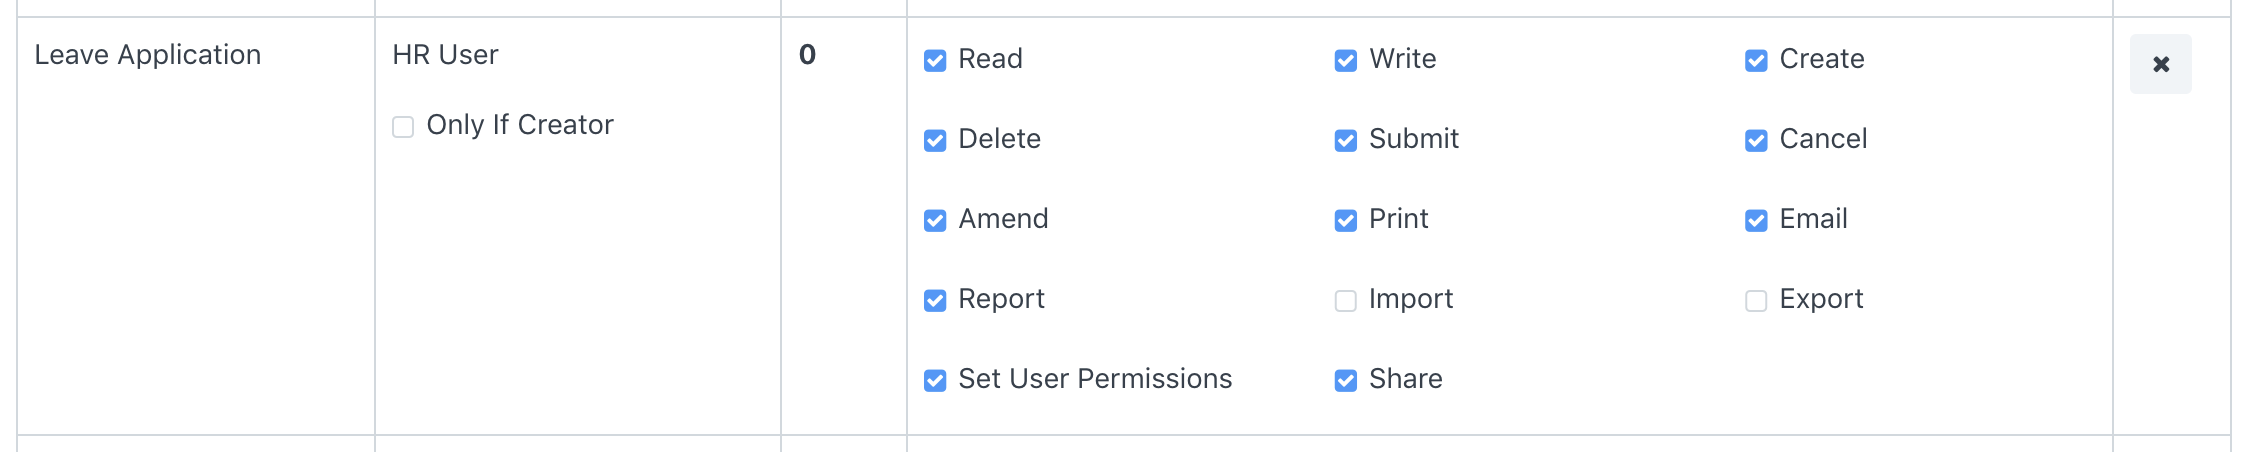 Leave Application
HR User
Only If Creator
0
Read
Write
Create
Delete
Submit
Cancel
Amend
Print
Email
Report
Import
Export
Set User Permissions
Share